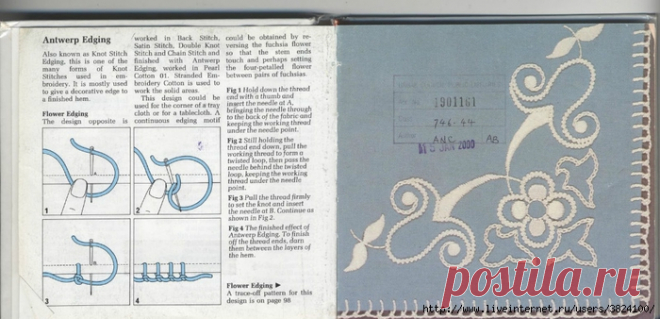 Antwerp Edging
Also known as Knot Stitch
Edging, this is one of the
many forms of Knot
Stitches used in em-
broidery. It is mostly used
to give a decorative edge to
a finished hem.
Flower Edging
The design opposite is
worked in Back Stitch,
Satin Stitch, Double Knot
Stitch and Chain Stitch and
finished with Antwerp
Edging, worked in Pearl
Cotton 01. Stranded Em-
broidery Cotton is used to
work the solid areas.
This design could be
used for the corner of a tray
cloth or for a tablecloth. A
continuous edging motif
could be obtained by re-
versing the fuchsia flower
so that the stem ends
touch and perhaps setting
the four-petalled flower
between pairs of fuchsias.
Fig 1 Hold down the thread
end with a thumb and
insert the needle at A,
bringing the needle through
to the back of the fabric and
keeping the working thread
under the needle point.
Fig 2 Still holding the
thread end down, pull the
working thread to form a
twisted loop, then pass the
needle behind the twisted
loop, keeping the working
thread under the needle
point.
Fig 3 Pull the thread firmly
to set the knot and insert
the needle at B. Continue as
shown in Fig 2.
Fig 4 The finished effect of
Antwerp Edging. To finish
off the thread ends, darn
them between the layers of
the hem.
Flower Edging ►
A trace-off pattern for this
design is on page 98
1
2
3
4
1901161
746.44
ANC AB
JAN 2000
postila.ru
http://www.liveinternet.ru/users/3824100/